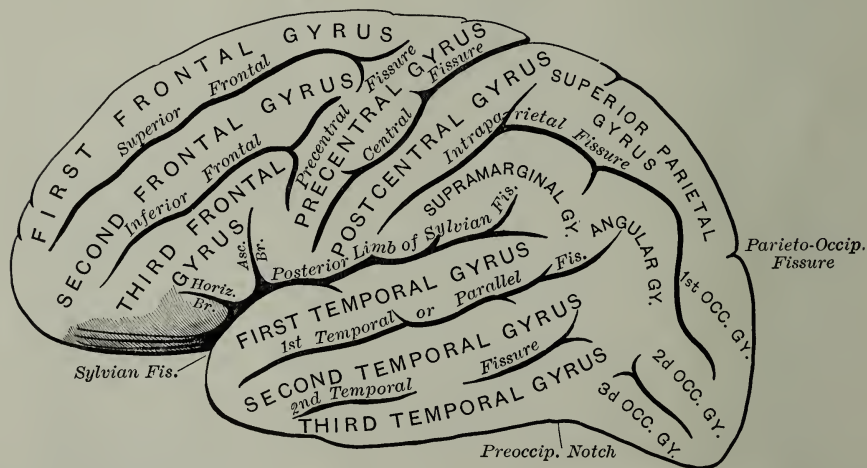 FIRST FRONTAL GYRUS
Superior Frontal Fissure
SECOND FRONTAL GYRUS
Inferior Frontal
THIRD FRONTAL
GYRUS
Asc.
Br.
Horiz.
Br.
Precentral
PRECENTRAL GYRUS
Central Fissure
POSTCENTRAL GYRUS
Intraparietal Fissure
SUPERIOR PARIETAL
GYRUS
SUPRAMARGINAL GY.
Posterior Limb of Sylvian Fis.
ANGULAR GY.
Parieto-Occip.
Fissure
1st OCC. GY.
2d OCC. GY.
3d OCC. GY.
FIRST TEMPORAL GYRUS
1st Temporal or Parallel Fis.
SECOND TEMPORAL GYRUS
2nd Temporal Fissure
THIRD TEMPORAL GYRUS
Sylvian Fis.
Preoccip. Notch